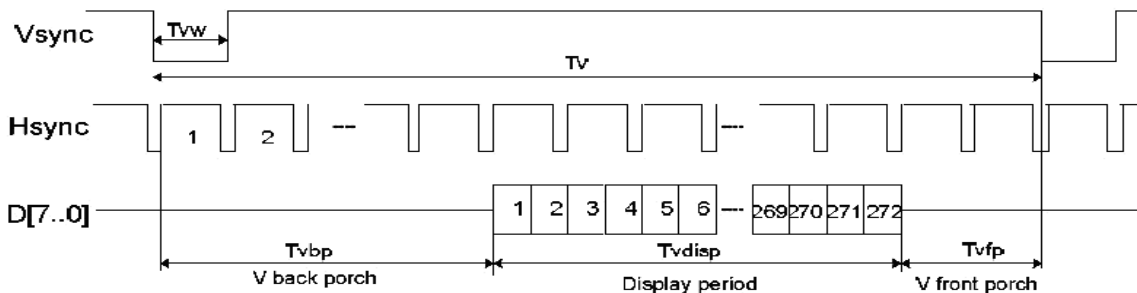 Vsync
Tvw
Tv
Hsync
1 2 -- ----
D[7..0]
1 2 3 4 5 6 ---- 269 270 271 272
Tvbp Tvdisp Tvfp
V back porch Display period V front porch